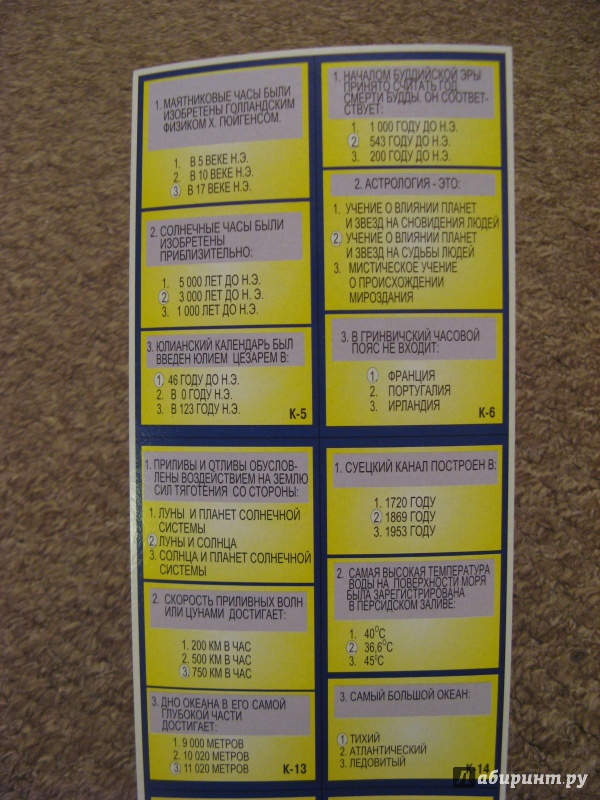 1. МАЯТНИКОВЫЕ ЧАСЫ БЫЛИ
ИЗОБРЕТЕНЫ ГОЛЛАНДСКИМ
ФИЗИКОМ Х. ГЮЙГЕНСОМ.
1. В 5 ВЕКЕ Н.Э.
2. В 10 ВЕКЕ Н.Э.
3. В 17 ВЕКЕ Н.Э.
2. СОЛНЕЧНЫЕ ЧАСЫ БЫЛИ
ИЗОБРЕТЕНЫ
ПРИБЛИЗИТЕЛЬНО:
1. 5 000 ЛЕТ ДО Н.Э.
2. 3 000 ЛЕТ ДО Н. Э.
3. 1 000 ЛЕТ ДО Н.Э.
3. ЮЛИАНСКИЙ КАЛЕНДАРЬ БЫЛ
ВВЕДЕН ЮЛИЕМ ЦЕЗАРЕМ В:
1. 46 ГОДУ ДО Н.Э.
2. В 0 ГОДУ Н.Э.
3. В 123 ГОДУ Н.Э.
К-5
1. НАЧАЛОМ БУДДИЙСКОЙ ЭРЫ
ПРИНЯТО СЧИТАТЬ ГОД
СМЕРТИ БУДДЫ. ОН СООТВЕТ-
СТВУЕТ:
1. 1 000 ГОДУ ДО Н.Э.
2. 543 ГОДУ ДО Н.Э.
3. 200 ГОДУ ДО Н.Э.
2. АСТРОЛОГИЯ - ЭТО:
1. УЧЕНИЕ О ВЛИЯНИИ ПЛАНЕТ
И ЗВЕЗД НА СНОВИДЕНИЯ ЛЮДЕЙ
2. УЧЕНИЕ О ВЛИЯНИИ ПЛАНЕТ
И ЗВЕЗД НА СУДЬБЫ ЛЮДЕЙ
3. МИСТИЧЕСКОЕ УЧЕНИЕ
О ПРОИСХОЖДЕНИИ
МИРОЗДАНИЯ
3. В ГРИНВИЧСКИЙ ЧАСОВОЙ
ПОЯС НЕ ВХОДИТ:
1. ФРАНЦИЯ
2. ПОРТУГАЛИЯ
3. ИРЛАНДИЯ
К-6
1. ПРИЛИВЫ И ОТЛИВЫ ОБУСЛОВ-
ЛЕНЫ ВОЗДЕЙСТВИЕМ НА ЗЕМЛЮ
СИЛ ТЯГОТЕНИЯ СО СТОРОНЫ:
1. ЛУНЫ И ПЛАНЕТ СОЛНЕЧНОЙ
СИСТЕМЫ
2. ЛУНЫ И СОЛНЦА
3. СОЛНЦА И ПЛАНЕТ СОЛНЕЧНОЙ
СИСТЕМЫ
2. СКОРОСТЬ ПРИЛИВНЫХ ВОЛН
ИЛИ ЦУНАМИ ДОСТИГАЕТ:
1. 200 КМ В ЧАС
2. 500 КМ В ЧАС
3. 750 КМ В ЧАС
3. ДНО ОКЕАНА В ЕГО САМОЙ
ГЛУБОКОЙ ЧАСТИ
ДОСТИГАЕТ:
1. 9 000 МЕТРОВ
2. 10 020 МЕТРОВ
3. 11 020 МЕТРОВ
К-13
1. СУЕЦКИЙ КАНАЛ ПОСТРОЕН В:
1. 1720 ГОДУ
2. 1869 ГОДУ
3. 1953 ГОДУ
2. САМАЯ ВЫСОКАЯ ТЕМПЕРАТУРА
ВОДЫ НА ПОВЕРХНОСТИ МОРЯ
БЫЛА ЗАРЕГИСТРИРОВАНА
В ПЕРСИДСКОМ ЗАЛИВЕ:
1. 40°С
2. 36,6°С
3. 45°С
3. САМЫЙ БОЛЬШОЙ ОКЕАН:
1. ТИХИЙ
2. АТЛАНТИЧЕСКИЙ
3. ЛЕДОВИТЫЙ
К-14
Лабиринт.ру